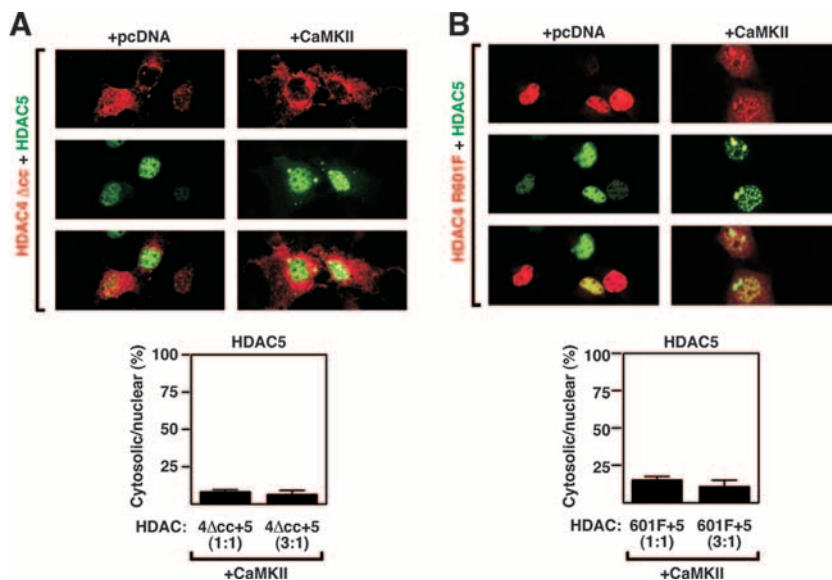 A
+pcDNA +CaMKII
HDAC4 Δcc + HDAC5
HDAC5
Cytosolic/nuclear (%)
100
75
50
25
HDAC: 4Δcc+5 4Δcc+5
(1:1) (3:1)
+CaMKII
B
+pcDNA +CaMKII
HDAC4 R601F + HDAC5
HDAC5
Cytosolic/nuclear (%)
100
75
50
25
HDAC: 601F+5 601F+5
(1:1) (3:1)
+CaMKII